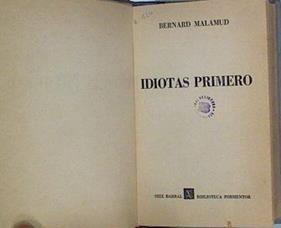 BERNARD MALAMUD
IDIOTAS PRIMERO
SEIX BARRAL BIBLIOTECA FORMENTOR